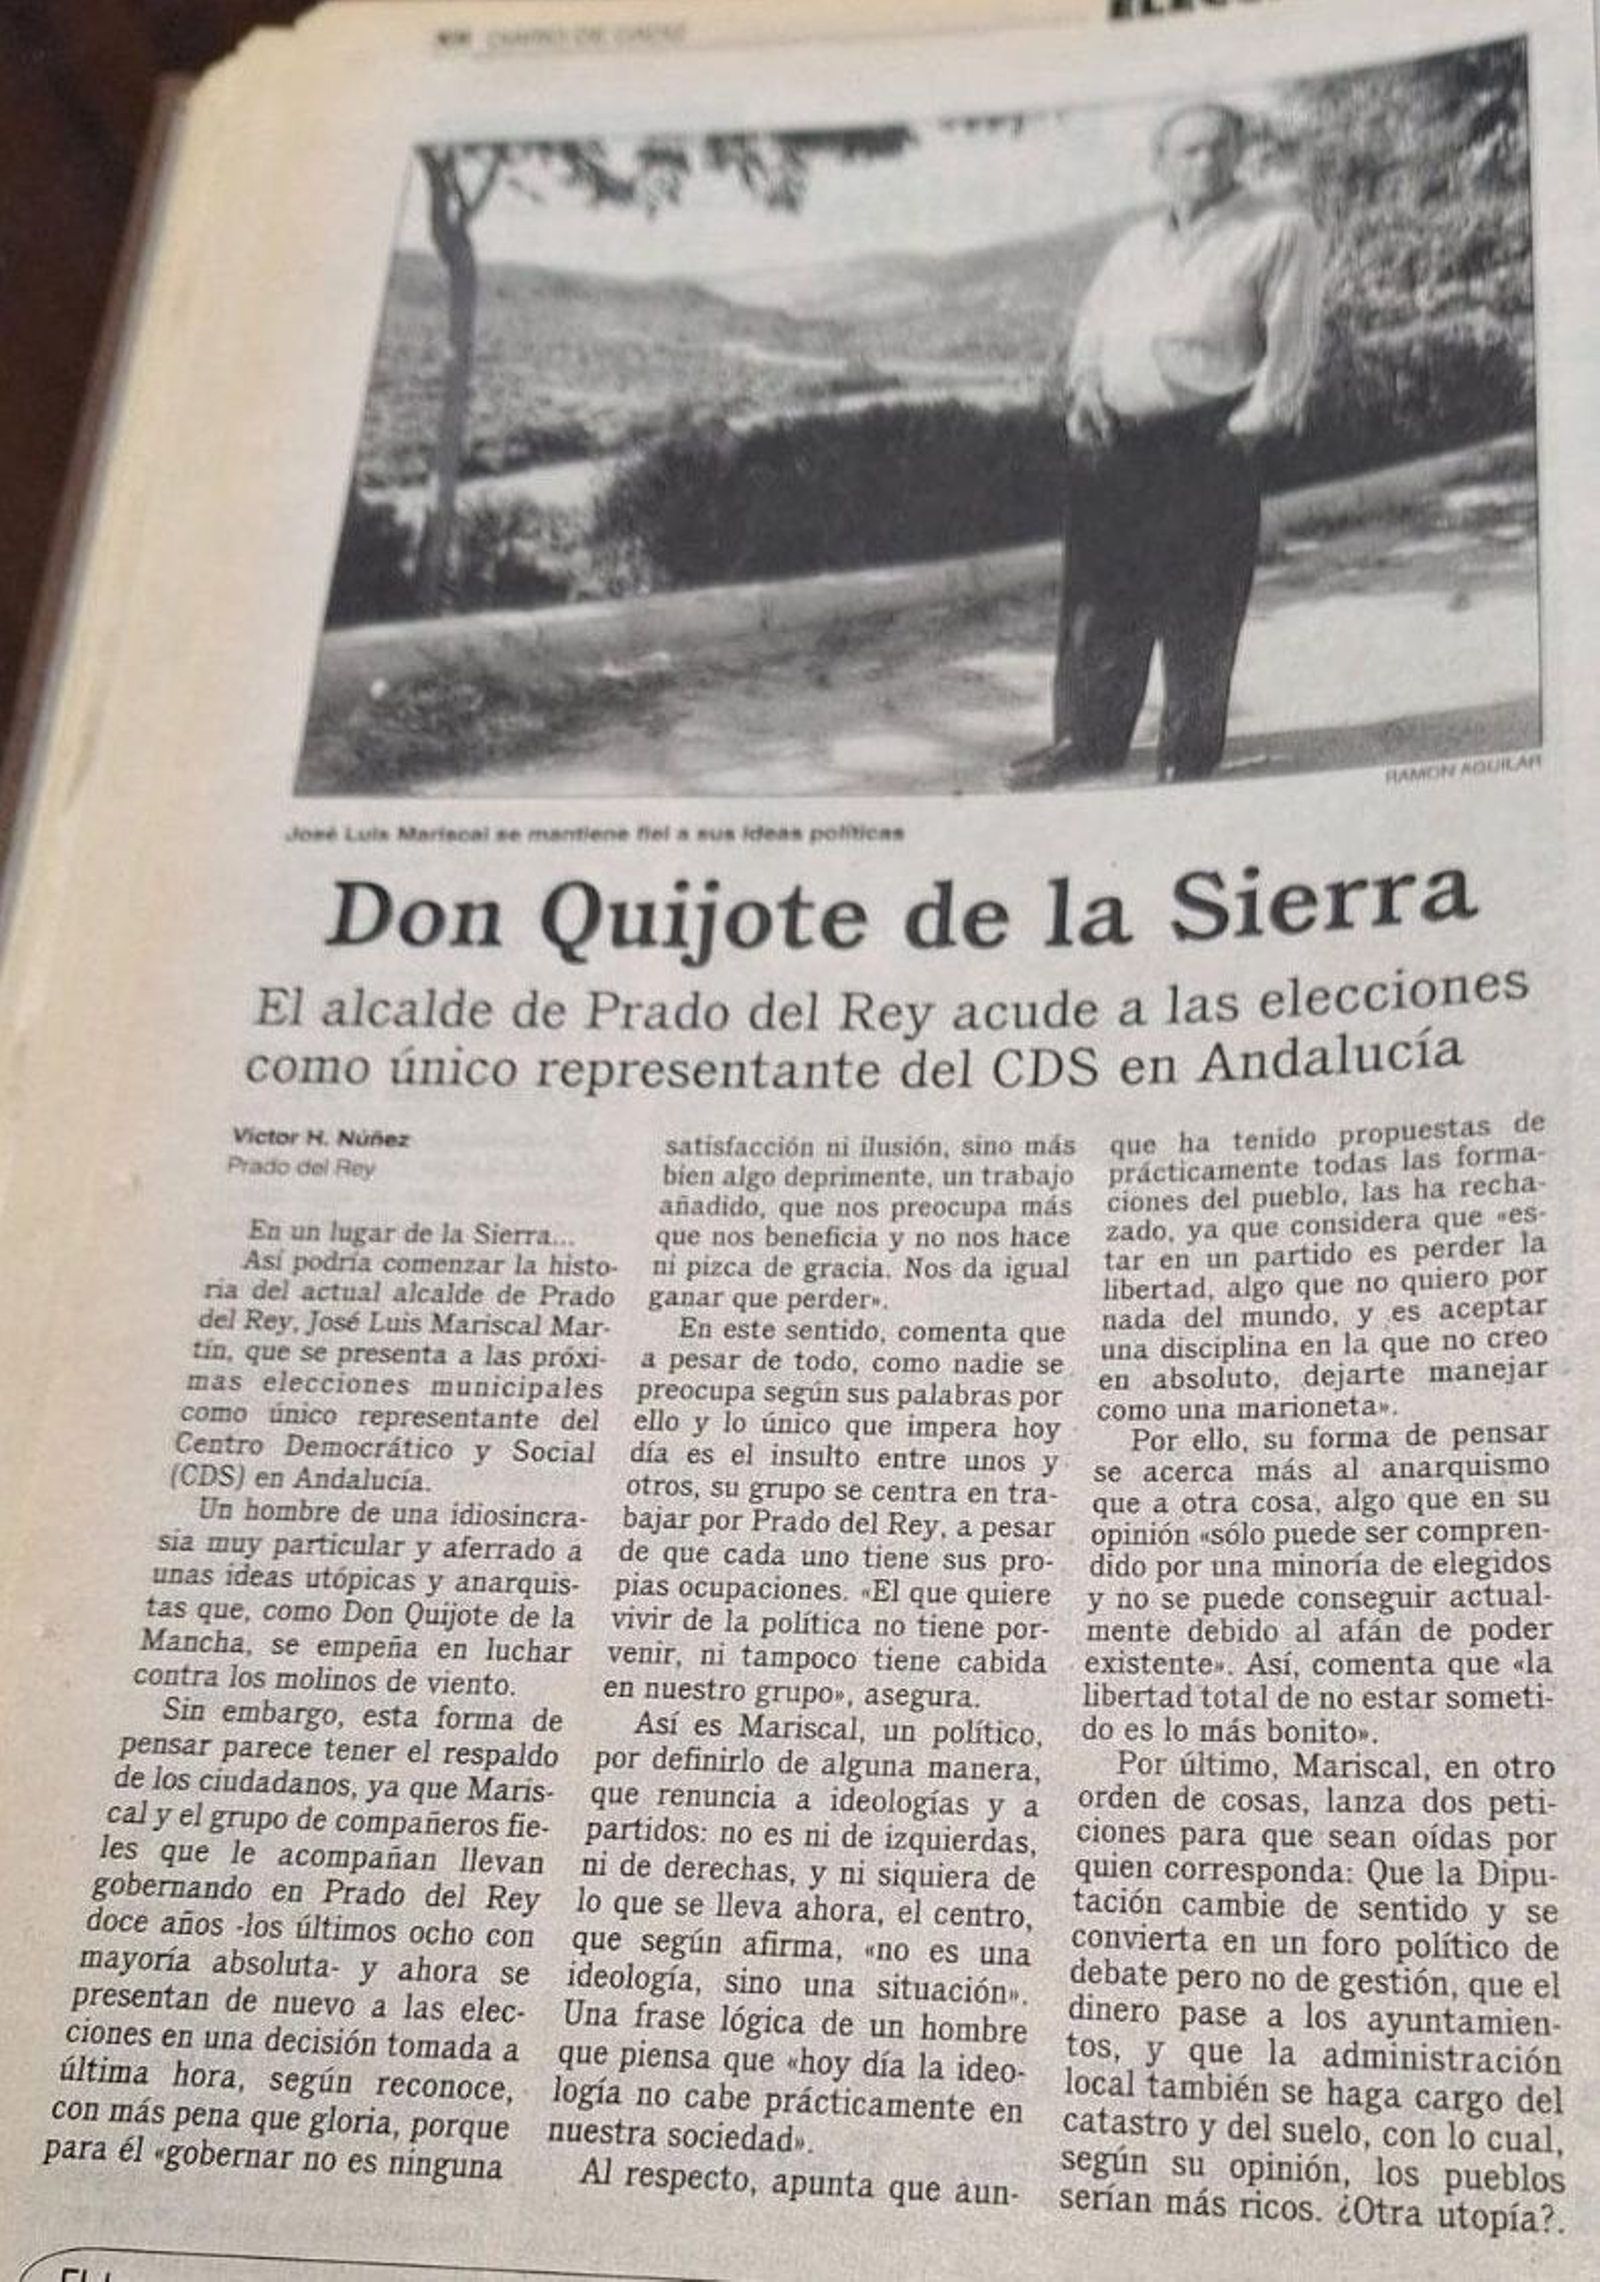 DIARIO DE CADIZ
RAMON AGUILAR
José Luis Mariscal se mantiene fiel a sus ideas políticas
Don Quijote de la Sierra
El alcalde de Prado del Rey acude a las elecciones
como único representante del CDS en Andalucía
Víctor H. Núñez
Prado del Rey
En un lugar de la Sierra...
Así podría comenzar la histo-
ria del actual alcalde de Prado
del Rey, José Luis Mariscal Mar-
tín, que se presenta a las próxi-
mas elecciones municipales
como único representante del
Centro Democrático y Social
(CDS) en Andalucía.
Un hombre de una idiosincra-
sia muy particular y aferrado a
unas ideas utópicas y anarquis-
tas que, como Don Quijote de la
Mancha, se empeña en luchar
contra los molinos de viento.
Sin embargo, esta forma de
pensar parece tener el respaldo
de los ciudadanos, ya que Maris-
cal y el grupo de compañeros fie-
les que le acompañan llevan
gobernando en Prado del Rey
doce años -los últimos ocho con
mayoría absoluta- y ahora se
presentan de nuevo a las elec-
ciones en una decisión tomada a
última hora, según reconoce,
con más pena que gloria, porque
para él «gobernar no es ninguna
satisfacción ni ilusión, sino más
bien algo deprimente, un trabajo
añadido, que nos preocupa más
que nos beneficia y no nos hace
ni pizca de gracia. Nos da igual
ganar que perder».
En este sentido, comenta que
a pesar de todo, como nadie se
preocupa según sus palabras por
ello y lo único que impera hoy
día es el insulto entre unos y
otros, su grupo se centra en tra-
bajar por Prado del Rey, a pesar
de que cada uno tiene sus pro-
pias ocupaciones. «El que quiere
vivir de la política no tiene por-
venir, ni tampoco tiene cabida
en nuestro grupo», asegura.
Así es Mariscal, un político,
por definirlo de alguna manera,
que renuncia a ideologías y a
partidos: no es ni de izquierdas,
ni de derechas, y ni siquiera de
lo que se lleva ahora, el centro,
que según afirma, «no es una
ideología, sino una situación».
Una frase lógica de un hombre
que piensa que «hoy día la ideo-
logía no cabe prácticamente en
nuestra sociedad».
Al respecto, apunta que aun-
que ha tenido propuestas de
prácticamente todas las forma-
ciones del pueblo, las ha recha-
zado, ya que considera que «es-
tar en un partido es perder la
libertad, algo que no quiero por
nada del mundo, y es aceptar
una disciplina en la que no creo
en absoluto, dejarte manejar
como una marioneta».
Por ello, su forma de pensar
se acerca más al anarquismo
que a otra cosa, algo que en su
opinión «sólo puede ser compren-
dido por una minoría de elegidos
y no se puede conseguir actual-
mente debido al afán de poder
existente». Así, comenta que «la
libertad total de no estar someti-
do es lo más bonito».
Por último, Mariscal, en otro
orden de cosas, lanza dos peti-
ciones para que sean oídas por
quien corresponda: Que la Dipu-
tación cambie de sentido y se
convierta en un foro político de
debate pero no de gestión, que el
dinero pase a los ayuntamien-
tos, y que la administración
local también se haga cargo del
catastro y del suelo, con lo cual,
según su opinión, los pueblos
serían más ricos. ¿Otra utopía?.